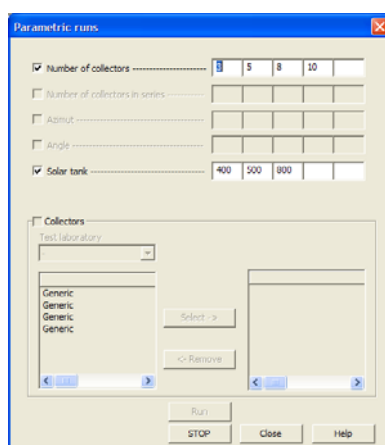 Parametric runs
Number of collectors 5 8 10
Number of collectors in series
Azimut
Angle
Solar tank 400 500 800
Collectors
Test laboratory
Generic
Generic
Generic
Generic
Select ->
<- Remove
Run
STOP Close Help